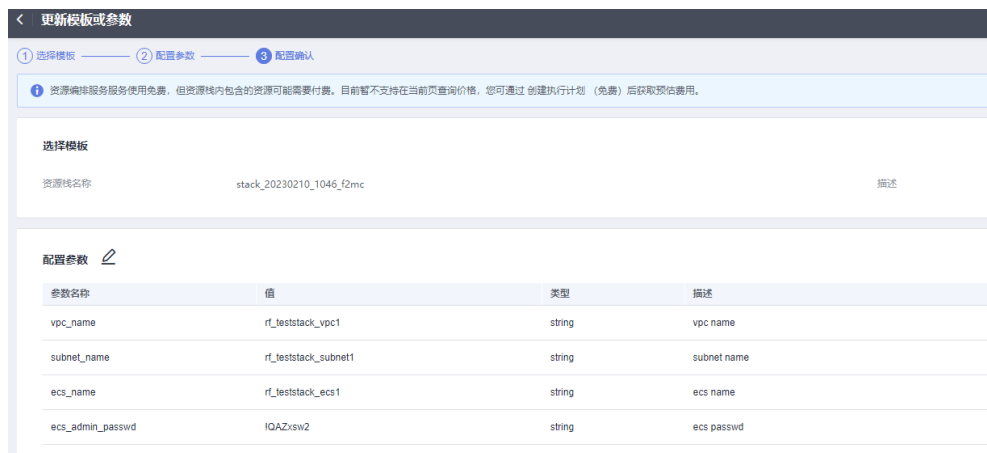 更新模板或参数
1 选择模板 2 配置参数 3 配置确认
资源编排服务服务使用免费，但资源栈内包含的资源可能需要付费。目前暂不支持在当前页查询价格，您可通过 创建执行计划 （免费）后获取预估费用。
选择模板
资源栈名称 stack_20230210_1046_f2mc 描述
配置参数
参数名称 值 类型 描述
vpc_name rf_teststack_vpc1 string vpc name
subnet_name rf_teststack_subnet1 string subnet name
ecs_name rf_teststack_ecs1 string ecs name
ecs_admin_passwd !QAZxsw2 string ecs passwd